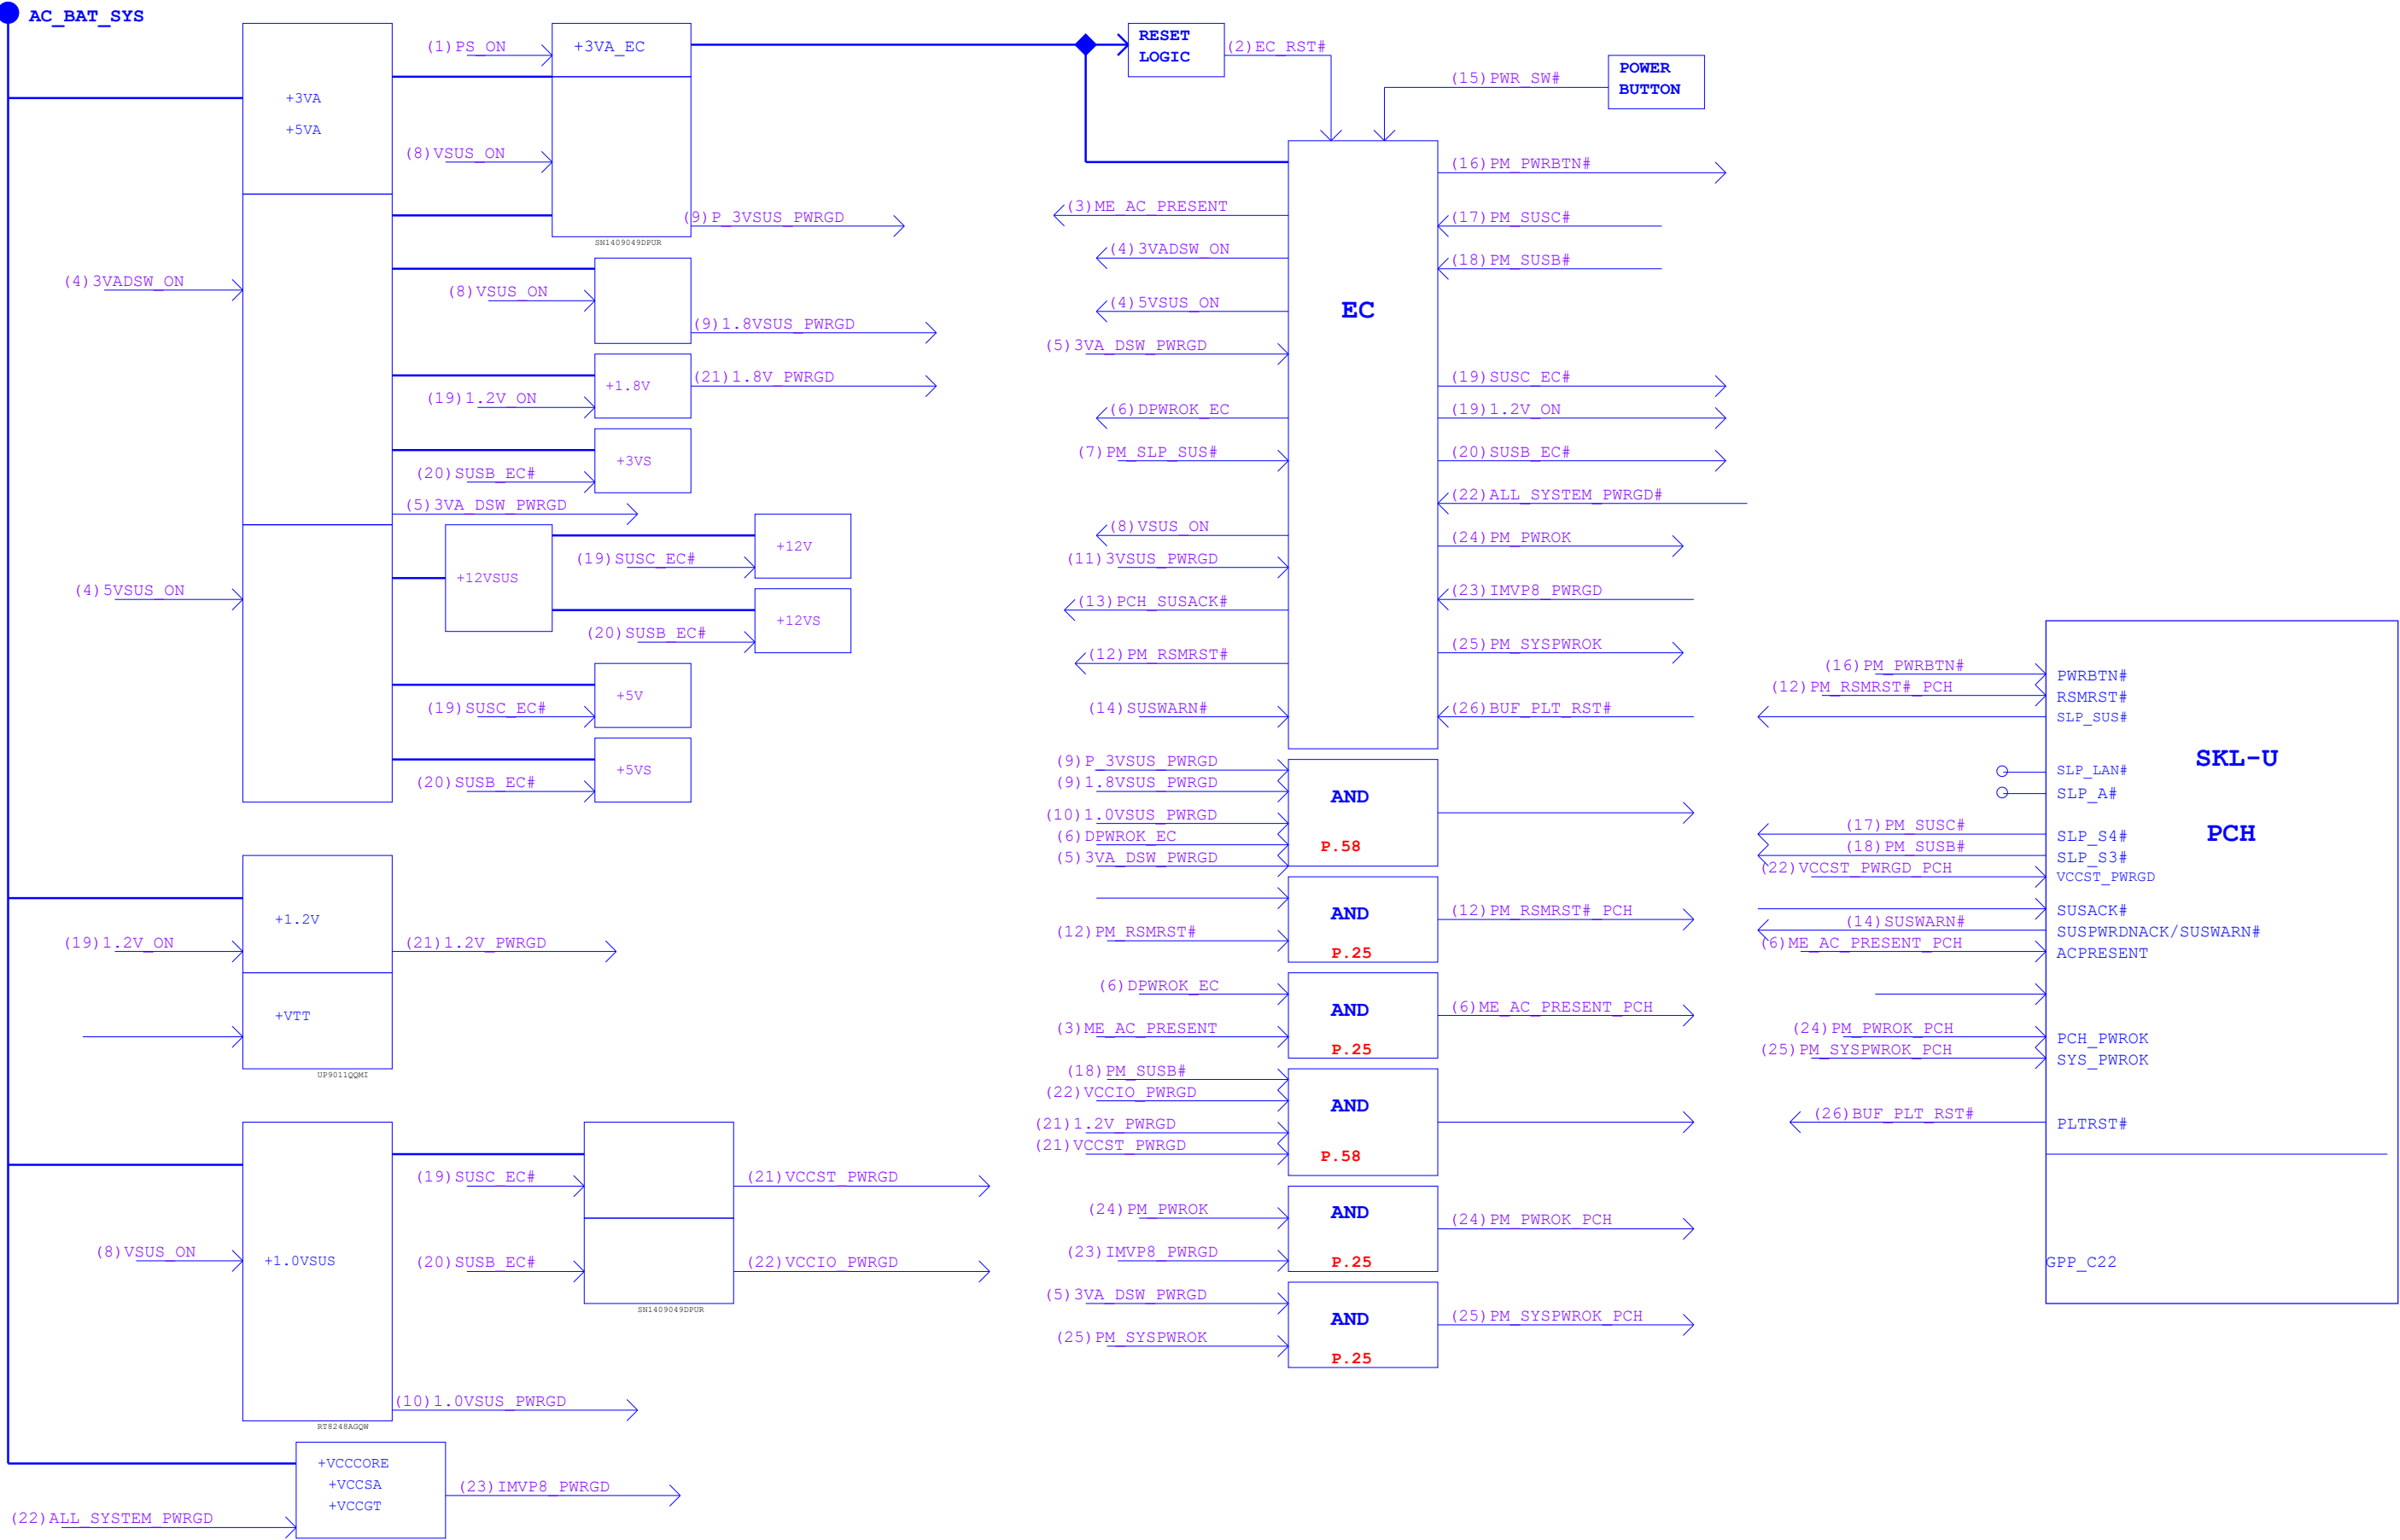 AC_BAT_SYS
+3VA
+5VA
(1)PS_ON
+3VA_EC
(8)VSUS_ON
(9)P_3VSUS_PWRGD
SN1409049DPUR
(4)3VADSW_ON
(8)VSUS_ON
(9)1.8VSUS_PWRGD
+1.8V
(21)1.8V_PWRGD
(19)1.2V_ON
+3VS
(20)SUSB_EC#
(5)3VA_DSW_PWRGD
(4)5VSUS_ON
+12VSUS
(19)SUSC_EC#
+12V
(20)SUSB_EC#
+12VS
+5V
(19)SUSC_EC#
+5VS
(20)SUSB_EC#
+1.2V
(19)1.2V_ON
(21)1.2V_PWRGD
+VTT
UP9011QQMI
(19)SUSC_EC#
(21)VCCST_PWRGD
(8)VSUS_ON
+1.0VSUS
(20)SUSB_EC#
(22)VCCIO_PWRGD
SN1409049DPUR
(10)1.0VSUS_PWRGD
RT8248AGQW
+VCCCORE
+VCCSA
+VCCGT
(23)IMVP8_PWRGD
(22)ALL_SYSTEM_PWRGD
RESET
LOGIC
(2)EC_RST#
(15)PWR_SW#
POWER
BUTTON
EC
(3)ME_AC_PRESENT
(4)3VADSW_ON
(4)5VSUS_ON
(5)3VA_DSW_PWRGD
(6)DPWROK_EC
(7)PM_SLP_SUS#
(8)VSUS_ON
(11)3VSUS_PWRGD
(13)PCH_SUSACK#
(12)PM_RSMRST#
(14)SUSWARN#
(16)PM_PWRBTN#
(17)PM_SUSC#
(18)PM_SUSB#
(19)SUSC_EC#
(19)1.2V_ON
(20)SUSB_EC#
(22)ALL_SYSTEM_PWRGD#
(24)PM_PWROK
(23)IMVP8_PWRGD
(25)PM_SYSPWROK
(26)BUF_PLT_RST#
(9)P_3VSUS_PWRGD
(9)1.8VSUS_PWRGD
(10)1.0VSUS_PWRGD
(6)DPWROK_EC
(5)3VA_DSW_PWRGD
AND
P.58
(12)PM_RSMRST#
AND
P.25
(12)PM_RSMRST#_PCH
(6)DPWROK_EC
(3)ME_AC_PRESENT
AND
P.25
(6)ME_AC_PRESENT_PCH
(18)PM_SUSB#
(22)VCCIO_PWRGD
(21)1.2V_PWRGD
(21)VCCST_PWRGD
AND
P.58
(24)PM_PWROK
(23)IMVP8_PWRGD
AND
P.25
(24)PM_PWROK_PCH
(5)3VA_DSW_PWRGD
(25)PM_SYSPWROK
AND
P.25
(25)PM_SYSPWROK_PCH
SKL-U
PCH
(16)PM_PWRBTN#
PWRBTN#
(12)PM_RSMRST#_PCH
RSMRST#
SLP_SUS#
SLP_LAN#
SLP_A#
(17)PM_SUSC#
SLP_S4#
(18)PM_SUSB#
SLP_S3#
(22)VCCST_PWRGD_PCH
VCCST_PWRGD
SUSACK#
(14)SUSWARN#
SUSPWRDNACK/SUSWARN#
(6)ME_AC_PRESENT_PCH
ACPRESENT
(24)PM_PWROK_PCH
PCH_PWROK
(25)PM_SYSPWROK_PCH
SYS_PWROK
(26)BUF_PLT_RST#
PLTRST#
GPP_C22